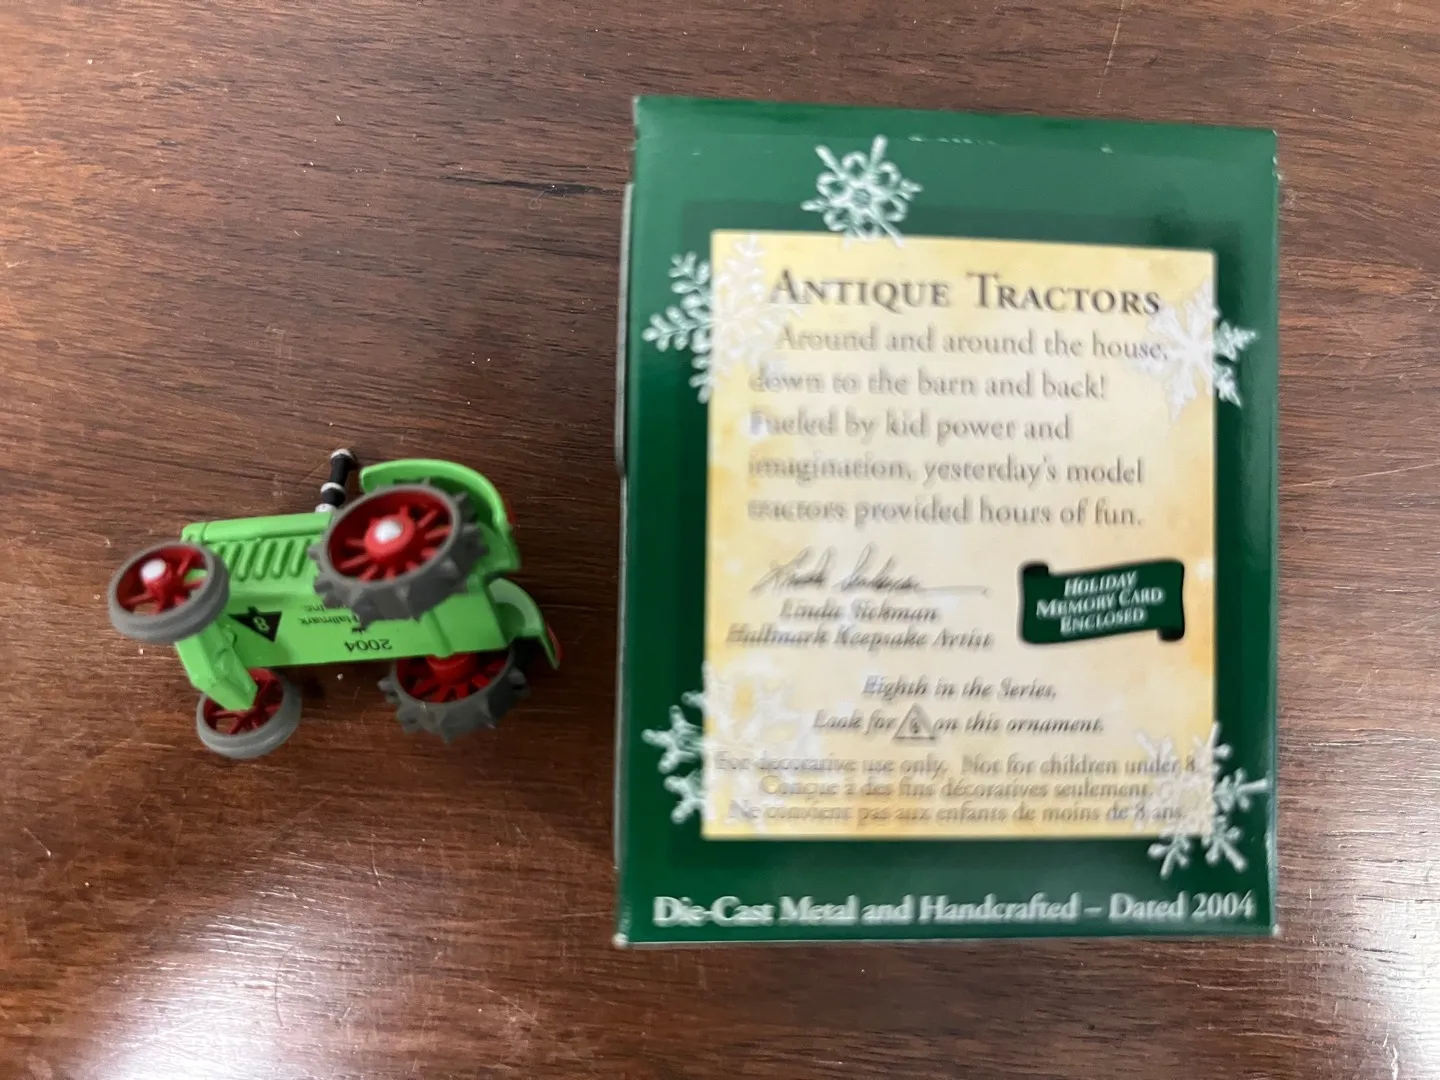 ANTIQUE TRACTORS
Around and around the house,
down to the barn and back!
Fueled by kid power and
imagination, yesterday's model
tractors provided hours of fun.
Linda Sickman
Hallmark Keepsake Artist
HOLIDAY
MEMORY CARD
ENCLOSED
Eighth in the Series,
Look for 8 on this ornament.
For decorative use only. Not for children under 8.
Conçue à des fins décoratives seulement.
Ne convient pas aux enfants de moins de 8 ans.
Die-Cast Metal and Handcrafted – Dated 2004
8
Hallmark
2004